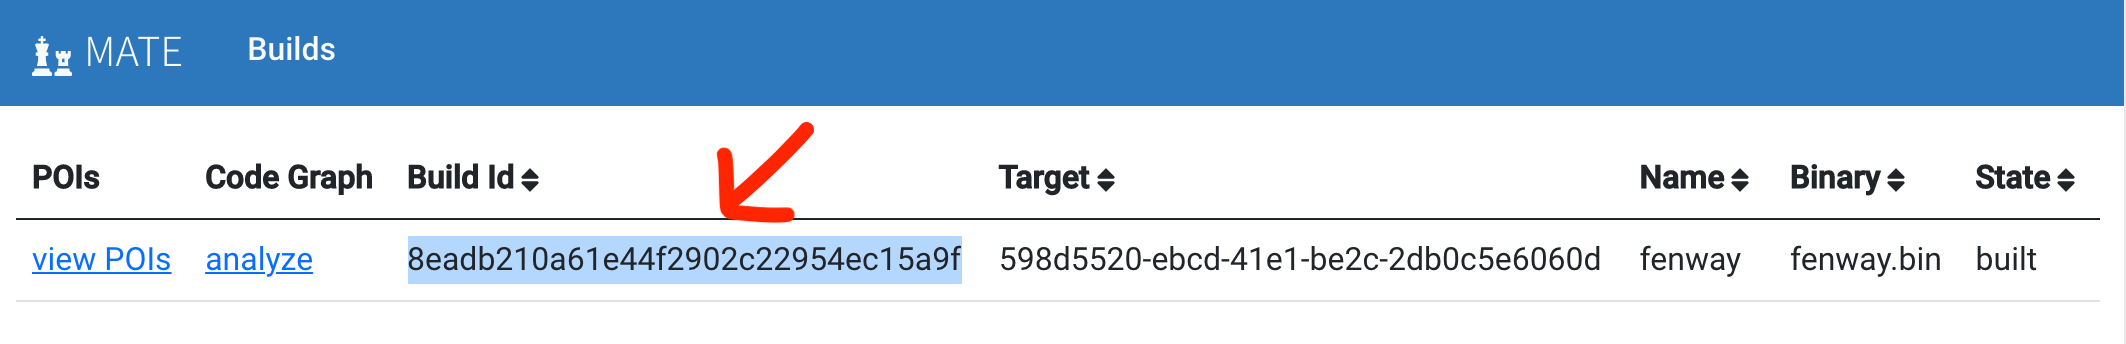 MATE Builds
POIs Code Graph Build Id Target Name Binary State
view POIs analyze 8eadb210a61e44f2902c22954ec15a9f 598d5520-ebcd-41e1-be2c-2db0c5e6060d fenway fenway.bin built